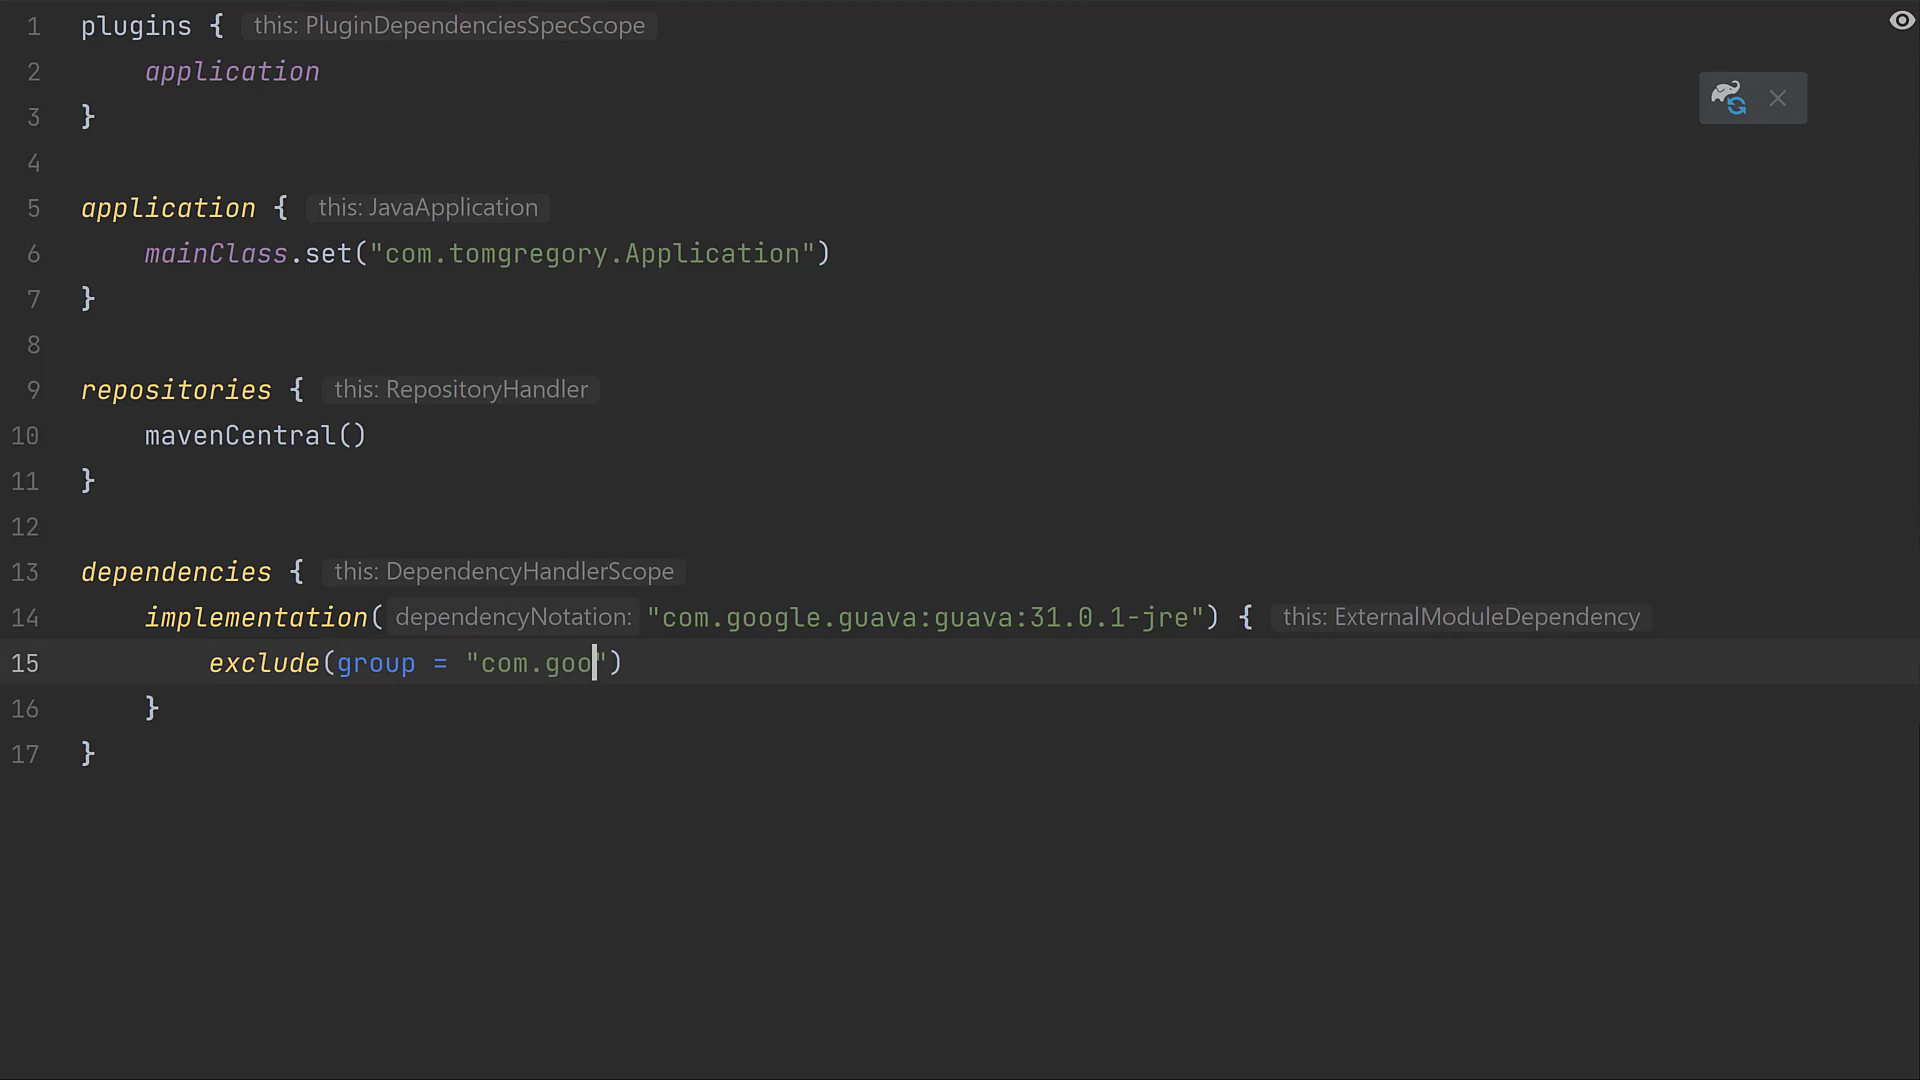 1 plugins { this: PluginDependenciesSpecScope
2 application
3 }
4
5 application { this: JavaApplication
6 mainClass.set("com.tomgregory.Application")
7 }
8
9 repositories { this: RepositoryHandler
10 mavenCentral()
11 }
12
13 dependencies { this: DependencyHandlerScope
14 implementation( dependencyNotation: "com.google.guava:guava:31.0.1-jre") { this: ExternalModuleDependency
15 exclude(group = "com.goo")
16 }
17 }